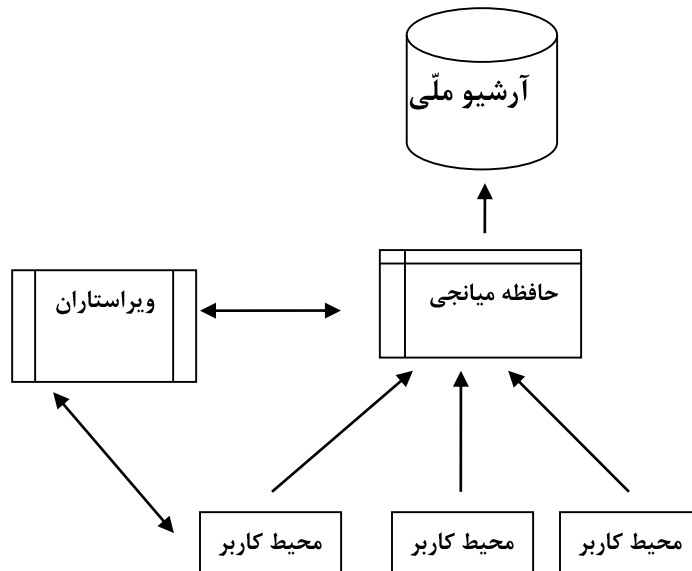 آرشیو ملّی
حافظه میانجی
ویراستاران
محیط کاربر
محیط کاربر
محیط کاربر